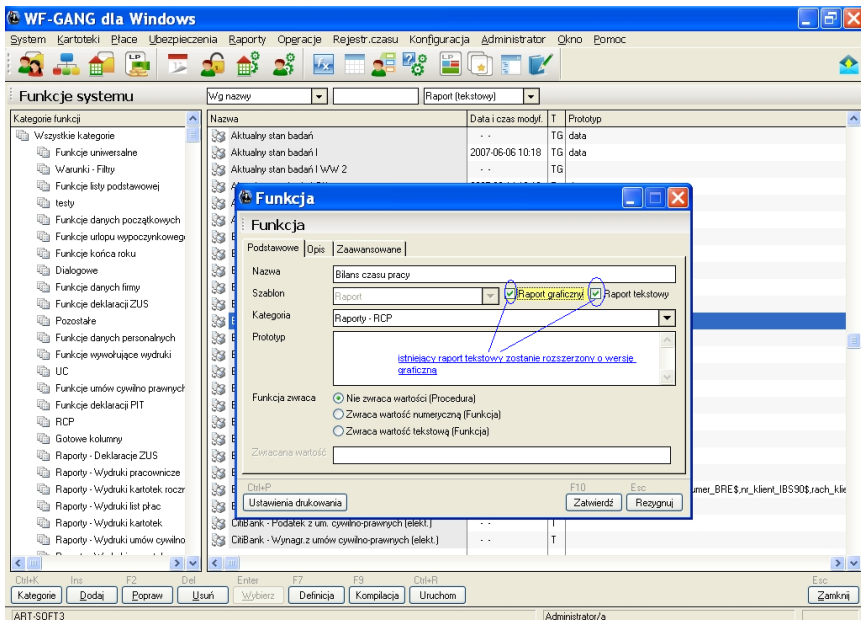 WF-GANG dla Windows
System Kartoteki Płace Ubezpieczenia Raporty Operacje Rejestr.czasu Konfiguracja Administrator Okno Pomoc
Funkcje systemu
Wg nazwy
Raport (tekstowy)
Kategorie funkcji
Wszystkie kategorie
Funkcje uniwersalne
Warunki - Filtry
Funkcje listy podstawowej
testy
Funkcje danych początkowych
Funkcje urlopu wypoczynkoweg
Funkcje końca roku
Dialogowe
Funkcje danych firmy
Funkcje deklaracji ZUS
Pozostałe
Funkcje danych personalnych
Funkcje wywołujące wydruki
UC
Funkcje umów cywilno prawnych
Funkcje deklaracji PIT
RCP
Gotowe kolumny
Raporty - Deklaracje ZUS
Raporty - Wydruki pracownicze
Raporty - Wydruki kartotek roczr
Raporty - Wydruki list płac
Raporty - Wydruki kartotek
Raporty - Wydruki umów cywilno
Nazwa Data i czas modyf. T Prototyp
Aktualny stan badań - - TG data
Aktualny stan badań I 2007-06-06 10:18 TG data
Aktualny stan badań I WW 2 - - TG
umer_BRE$,nr_klient_IBS90$,rach_klie
CitiBank - Podatek z um. cywilno-prawnych (elekt.) - - T
CitiBank - Wynagr.z umów cywilno-prawnych (elekt.) - - T
Funkcja
Funkcja
Podstawowe Opis Zaawansowane
Nazwa Bilans czasu pracy
Szablon Raport Raport graficzny Raport tekstowy
Kategoria Raporty - RCP
Prototyp
istniejący raport tekstowy zostanie rozszerzony o wersję
graficzną
Funkcja zwraca Nie zwraca wartości (Procedura)
Zwraca wartość numeryczną (Funkcja)
Zwraca wartość tekstową (Funkcja)
Zwracana wartość
Ctrl+P F10 Esc
Ustawienia drukowania Zatwierdź Rezygnuj
Ctrl+K Ins F2 Del Enter F7 F9 Ctrl+R Esc
Kategorie Dodaj Popraw Usuń Wybierz Definicja Kompilacja Uruchom Zamknij
ART-SOFT3 Administrator/a